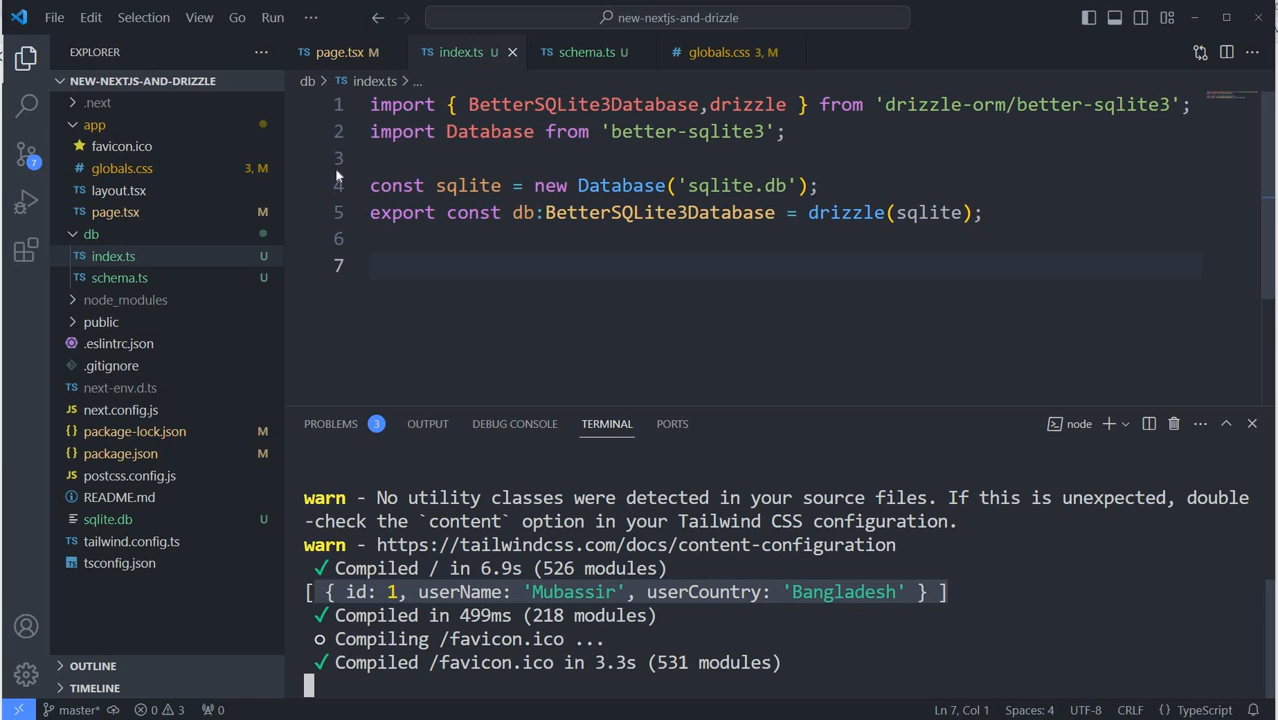 File Edit Selection View Go Run ··· new-nextjs-and-drizzle
EXPLORER ···
NEW-NEXTJS-AND-DRIZZLE
.next
app
favicon.ico
globals.css 3, M
layout.tsx
page.tsx M
db
index.ts U
schema.ts U
node_modules
public
.eslintrc.json
.gitignore
next-env.d.ts
next.config.js
package-lock.json M
package.json M
postcss.config.js
README.md
sqlite.db U
tailwind.config.ts
tsconfig.json
OUTLINE
TIMELINE
page.tsx M index.ts U schema.ts U globals.css 3, M
db > index.ts > ...
1 import { BetterSQLite3Database,drizzle } from 'drizzle-orm/better-sqlite3';
2 import Database from 'better-sqlite3';
3
4 const sqlite = new Database('sqlite.db');
5 export const db:BetterSQLite3Database = drizzle(sqlite);
6
7
PROBLEMS 3 OUTPUT DEBUG CONSOLE TERMINAL PORTS node
warn - No utility classes were detected in your source files. If this is unexpected, double
-check the `content` option in your Tailwind CSS configuration.
warn - https://tailwindcss.com/docs/content-configuration
✓ Compiled / in 6.9s (526 modules)
[ { id: 1, userName: 'Mubassir', userCountry: 'Bangladesh' } ]
✓ Compiled in 499ms (218 modules)
○ Compiling /favicon.ico ...
✓ Compiled /favicon.ico in 3.3s (531 modules)
7
master* 0 3 0 Ln 7, Col 1 Spaces: 4 UTF-8 CRLF {} TypeScript